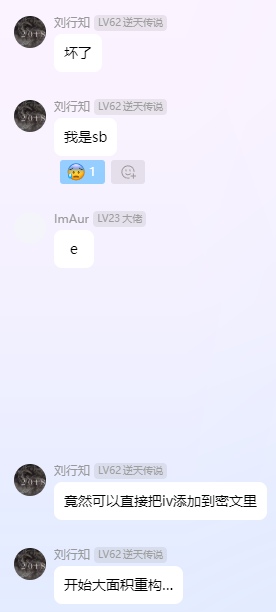 刘行知 LV62 逆天传说
坏了
刘行知 LV62 逆天传说
我是sb
1
ImAur LV23 大佬
e
刘行知 LV62 逆天传说
竟然可以直接把iv添加到密文里
刘行知 LV62 逆天传说
开始大面积重构...